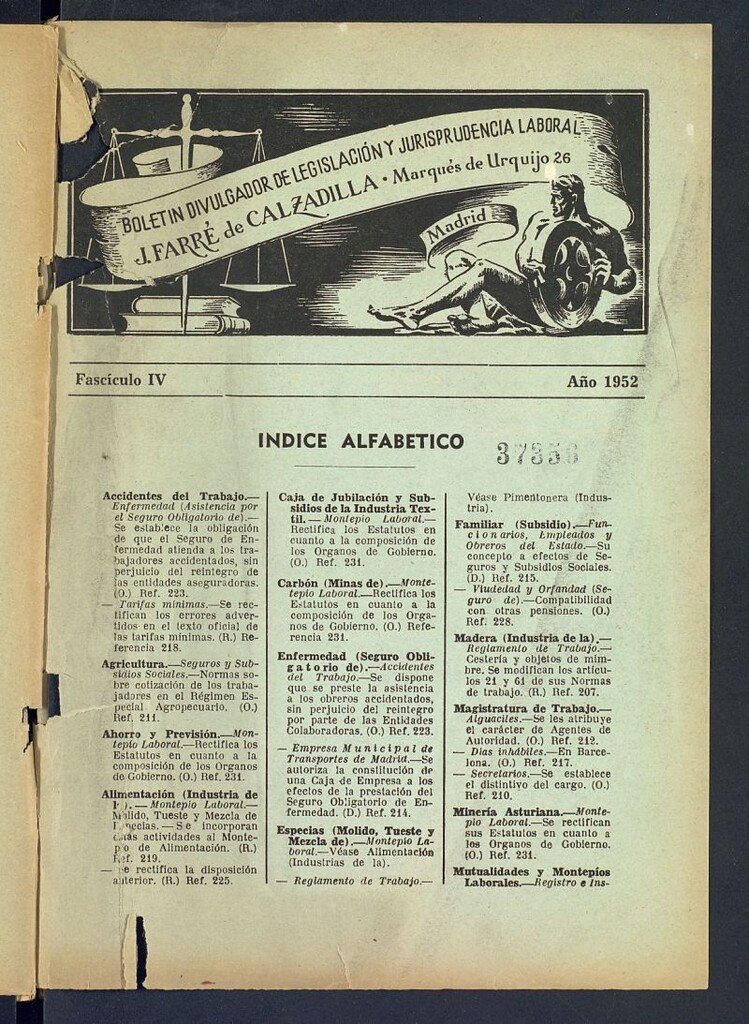 BOLETIN DIVULGADOR DE LEGISLACIÓN Y JURISPRUDENCIA LABORAL
J. FARRÉ de CALZADILLA • Marqués de Urquijo 26
Madrid
Fascículo IV Año 1952
INDICE ALFABETICO
Accidentes del Trabajo.—
Enfermedad (Asistencia por
el Seguro Obligatorio de).—
Se establece la obligación
de que el Seguro de En-
fermedad atienda a los tra-
bajadores accidentados, sin
perjuicio del reintegro de
las entidades aseguradoras.
(O.) Ref. 223.
— Tarifas mínimas.—Se rec-
tifican los errores adver-
tidos en el texto oficial de
las tarifas mínimas. (R.) Re-
ferencia 218.
Agricultura.—Seguros y Sub-
sidios Sociales.—Normas so-
bre cotización de los traba-
jadores en el Régimen Es-
pecial Agropecuario. (O.)
Ref. 211.
Ahorro y Previsión.—Mon-
tepío Laboral.—Rectifica los
Estatutos en cuanto a la
composición de los Organos
de Gobierno. (O.) Ref. 231.
Alimentación (Industria de
).—Montepío Laboral.—
Molido, Tueste y Mezcla de
Se incorporan
actividades al Monte-
de Alimentación. (R.)
Ref. 219.
— rectifica la disposición
anterior. (R.) Ref. 225.
Caja de Jubilación y Sub-
sidios de la Industria Tex-
til.—Montepío Laboral.—
Rectifica los Estatutos en
cuanto a la composición de
los Organos de Gobierno.
(O.) Ref. 231.
Carbón (Minas de).—Monte-
tepío Laboral.—Rectifica los
Estatutos en cuanto a la
composición de los Orga-
nos de Gobierno. (O.) Refe-
rencia 231.
Enfermedad (Seguro Obli-
gatorio de).—Accidentes
del Trabajo.—Se dispone
que se preste la asistencia
a los obreros accidentados,
sin perjuicio del reintegro
por parte de las Entidades
Colaboradoras. (O.) Ref. 223.
— Empresa Municipal de
Transportes de Madrid.—Se
autoriza la constitución de
una Caja de Empresa a los
efectos de la prestación del
Seguro Obligatorio de En-
fermedad. (D.) Ref. 214.
Especias (Molido, Tueste y
Mezcla de).—Montepío La-
boral.—Véase Alimentación
(Industrias de la).
— Reglamento de Trabajo.—
Véase Pimentonera (Indus-
tria).
Familiar (Subsidio).—Fun-
cionarios, Empleados y
Obreros del Estado.—Su
concepto a efectos de Se-
guros y Subsidios Sociales.
(D.) Ref. 215.
— Viudedad y Orfandad (Se-
guro de).—Compatibilidad
con otras pensiones. (O.)
Ref. 228.
Madera (Industria de la).—
Reglamento de Trabajo.—
Cestería y objetos de mim-
bre. Se modifican los artícu-
los 21 y 61 de sus Normas
de trabajo. (R.) Ref. 207.
Magistratura de Trabajo.—
Alguaciles.—Se les atribuye
el carácter de Agentes de
Autoridad. (O.) Ref. 212.
— Días inhábiles.—En Barce-
lona. (O.) Ref. 217.
— Secretarios.—Se establece
el distintivo del cargo. (O.)
Ref. 210.
Minería Asturiana.—Monte-
pío Laboral.—Se rectifican
sus Estatutos en cuanto a
los Organos de Gobierno.
(O.) Ref. 231.
Mutualidades y Montepíos
Laborales.—Registro e Ins-